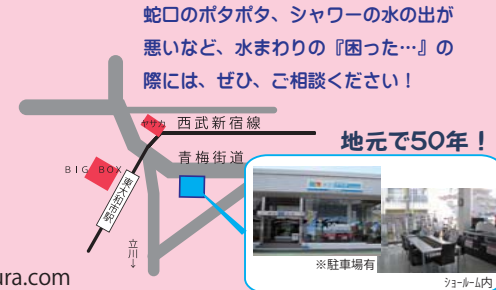 蛇口のポタポタ、シャワーの水の出が
悪いなど、水まわりの『困った…』の
際には、ぜひ、ご相談ください！
ヤサカ
西武新宿線
地元で50年！
青梅街道
BIG BOX
東大和市駅
立川↓
※駐車場有
ura.com
ショールーム内